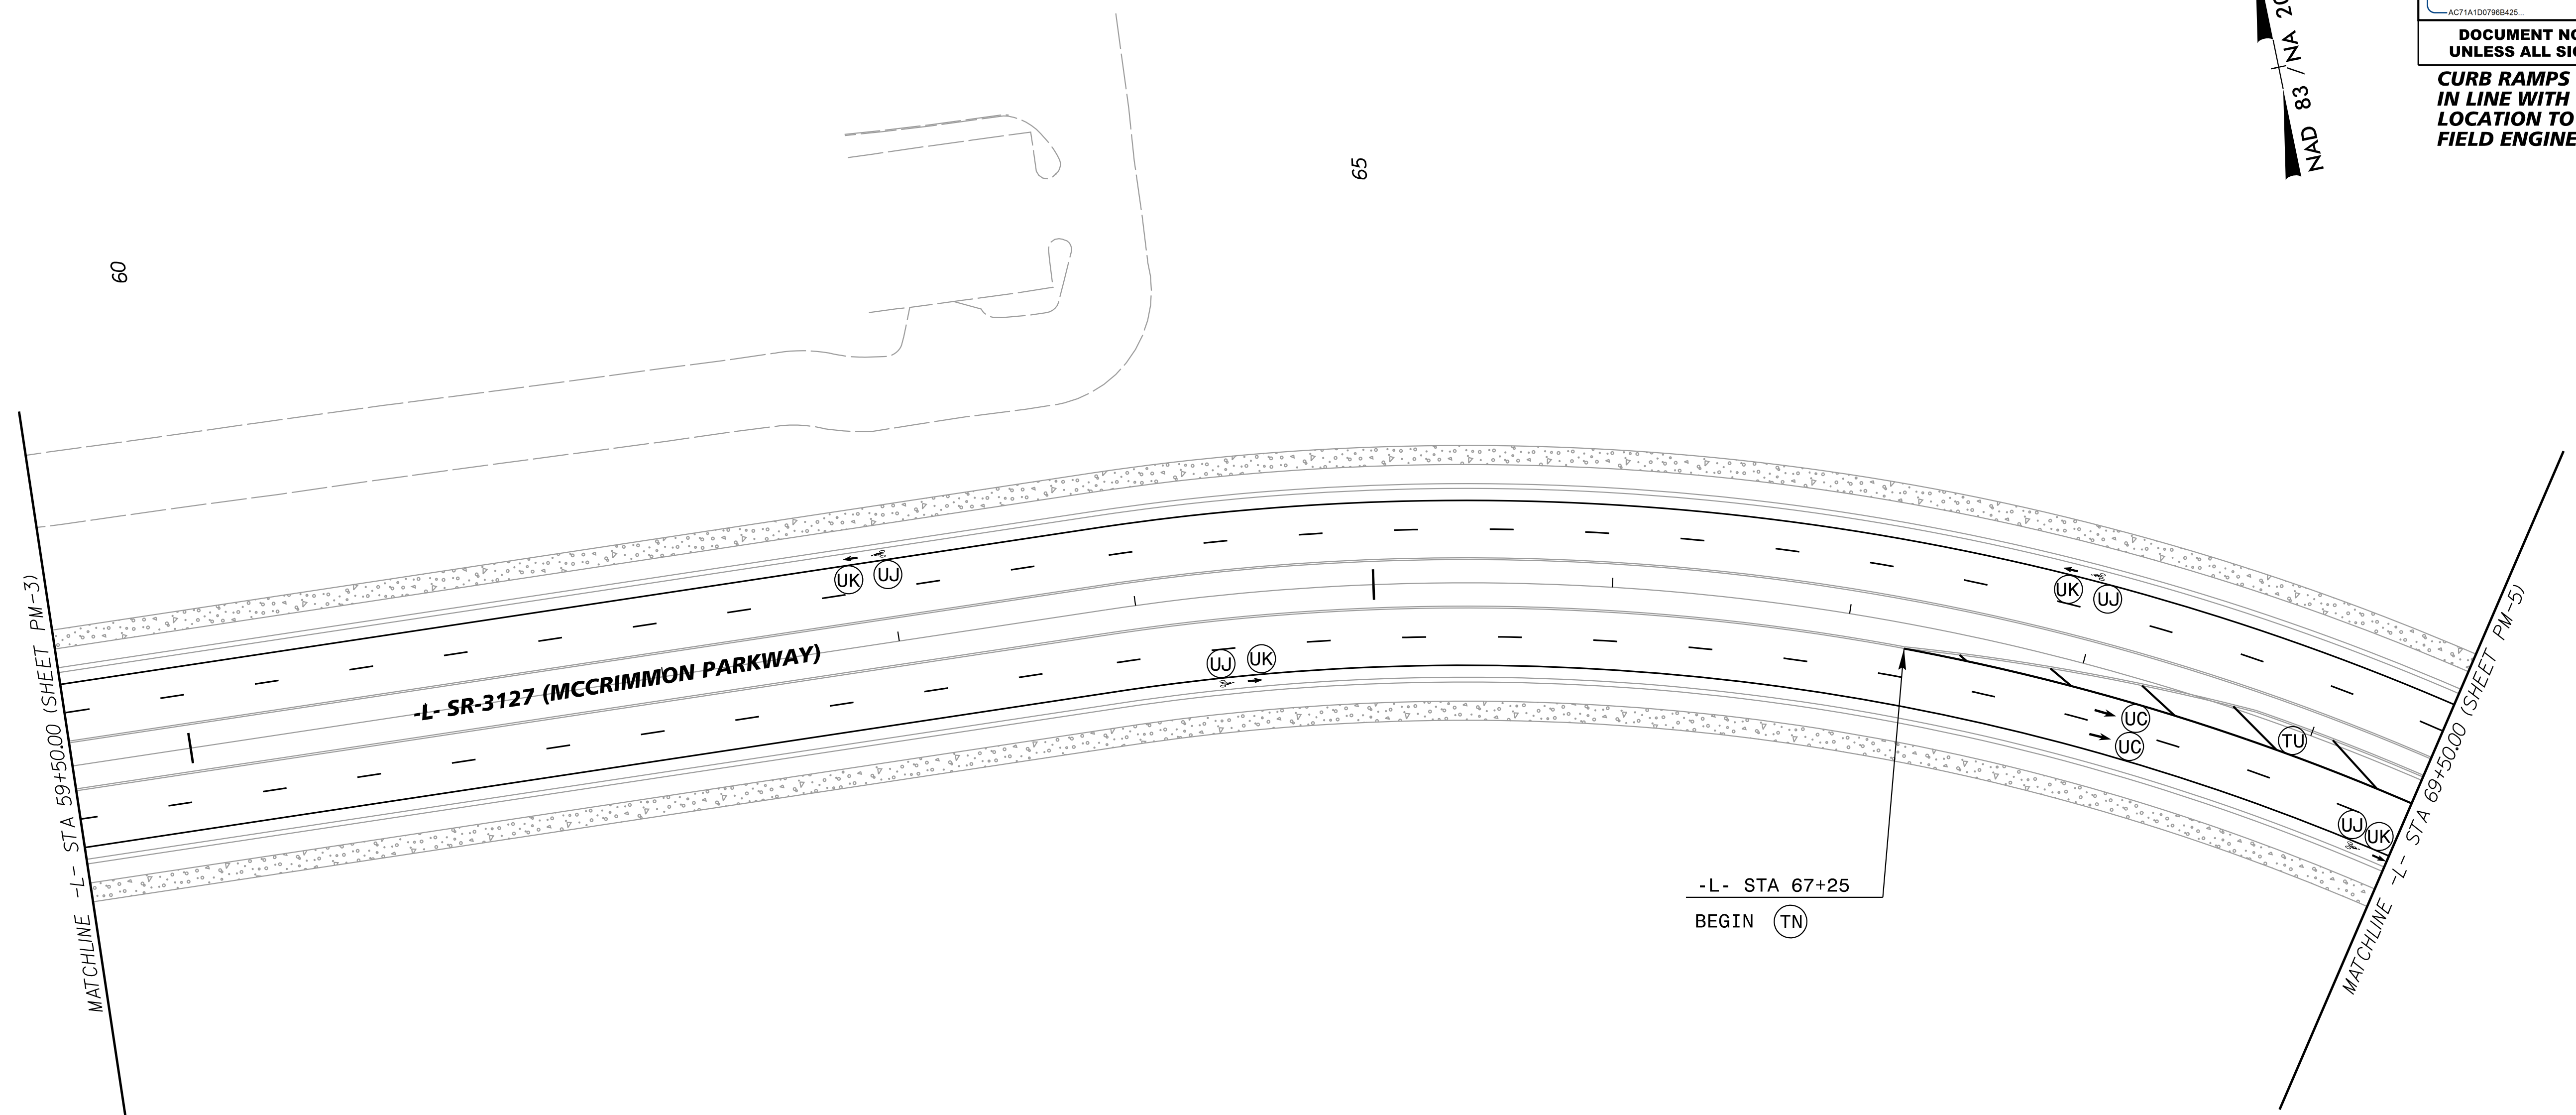 AC71A1D0796B425...
DOCUMENT NO
UNLESS ALL SI
CURB RAMPS
IN LINE WITH
LOCATION TO
FIELD ENGINE
NAD 83 / NA 20
60
65
MATCHLINE -L- STA 59+50.00 (SHEET PM-3)
-L- SR-3127 (MCCRIMMON PARKWAY)
UK
UJ
UJ
UK
UK
UJ
UC
UC
TU
UJ
UK
-L- STA 67+25
BEGIN TN
MATCHLINE -L- STA 69+50.00 (SHEET PM-5)